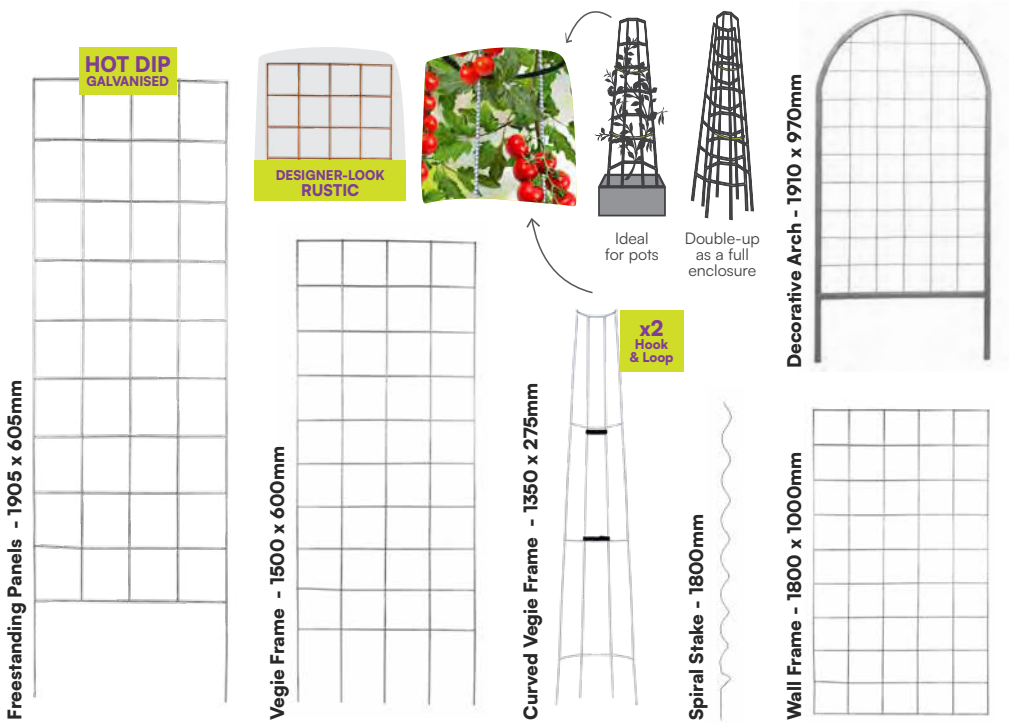 HOT DIP
GALVANISED
DESIGNER-LOOK
RUSTIC
Ideal
for pots
Double-up
as a full
enclosure
x2
Hook
& Loop
Freestanding Panels - 1905 x 605mm
Vegie Frame - 1500 x 600mm
Curved Vegie Frame - 1350 x 275mm
Spiral Stake - 1800mm
Decorative Arch - 1910 x 970mm
Wall Frame - 1800 x 1000mm